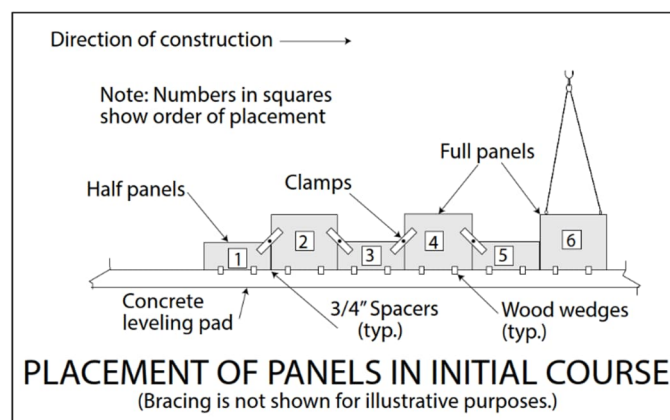 Direction of construction
Note: Numbers in squares
show order of placement
Full panels
Half panels
Clamps
1
2
3
4
5
6
Concrete
leveling pad
3/4” Spacers
(typ.)
Wood wedges
(typ.)
PLACEMENT OF PANELS IN INITIAL COURSE
(Bracing is not shown for illustrative purposes.)